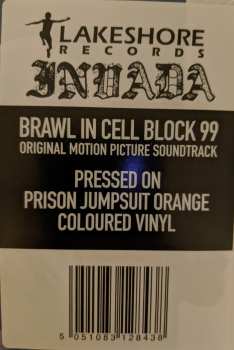 LAKESHORE
RECORDS
INVADA
BRAWL IN CELL BLOCK 99
ORIGINAL MOTION PICTURE SOUNDTRACK
PRESSED ON
PRISON JUMPSUIT ORANGE
COLOURED VINYL
5 051083 128438